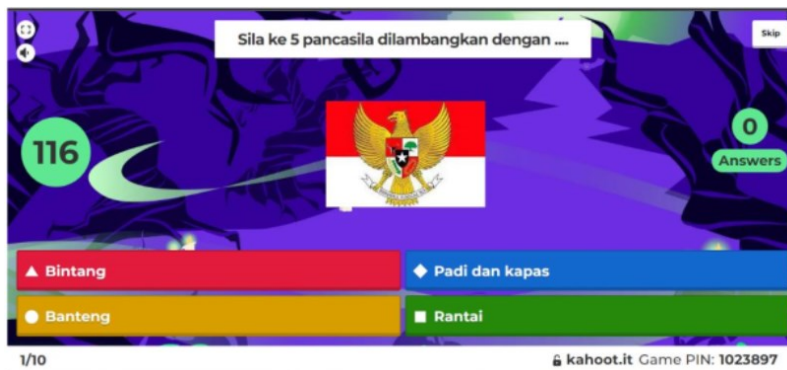 Sila ke 5 pancasila dilambangkan dengan ....
Skip
116
0
Answers
Bintang
Padi dan kapas
Banteng
Rantai
1/10
kahoot.it Game PIN: 1023897